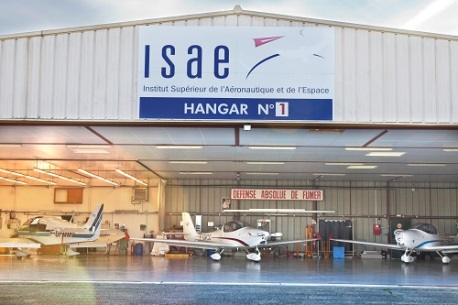 isae
Institut Supérieur de l'Aéronautique et de l'Espace
HANGAR N° 1
DEFENSE ABSOLUE DE FUMER